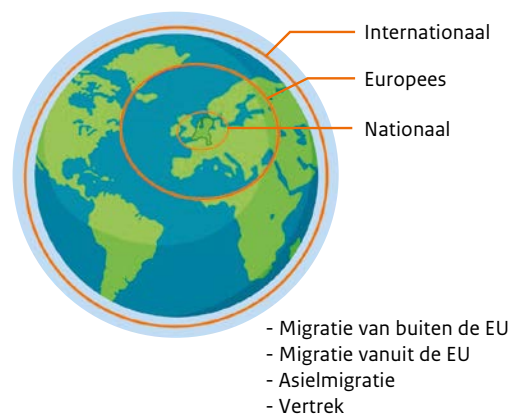 Internationaal
Europees
Nationaal
- Migratie van buiten de EU
- Migratie vanuit de EU
- Asielmigratie
- Vertrek